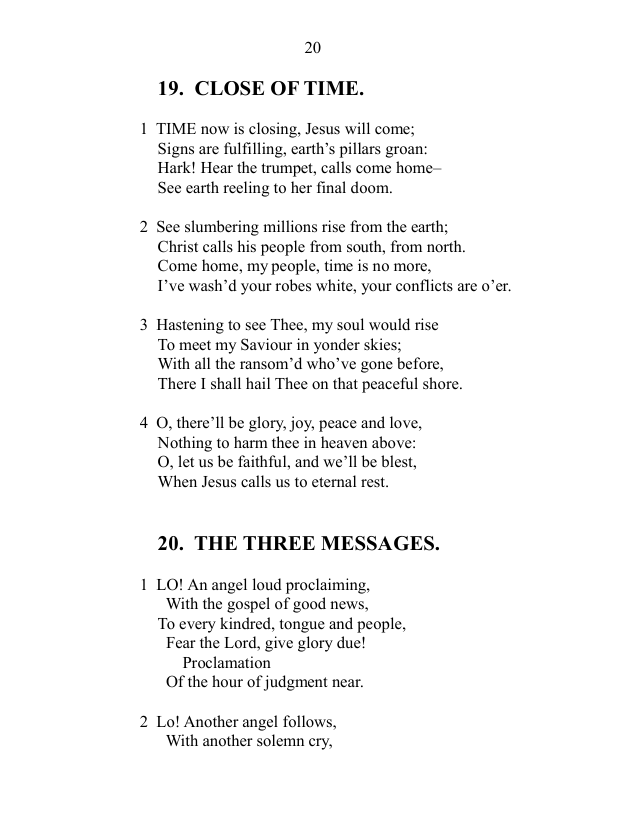 20
19. CLOSE OF TIME.
1 TIME now is closing, Jesus will come;
Signs are fulfilling, earth’s pillars groan:
Hark! Hear the trumpet, calls come home–
See earth reeling to her final doom.
2 See slumbering millions rise from the earth;
Christ calls his people from south, from north.
Come home, my people, time is no more,
I’ve wash’d your robes white, your conflicts are o’er.
3 Hastening to see Thee, my soul would rise
To meet my Saviour in yonder skies;
With all the ransom’d who’ve gone before,
There I shall hail Thee on that peaceful shore.
4 O, there’ll be glory, joy, peace and love,
Nothing to harm thee in heaven above:
O, let us be faithful, and we’ll be blest,
When Jesus calls us to eternal rest.
20. THE THREE MESSAGES.
1 LO! An angel loud proclaiming,
With the gospel of good news,
To every kindred, tongue and people,
Fear the Lord, give glory due!
Proclamation
Of the hour of judgment near.
2 Lo! Another angel follows,
With another solemn cry,